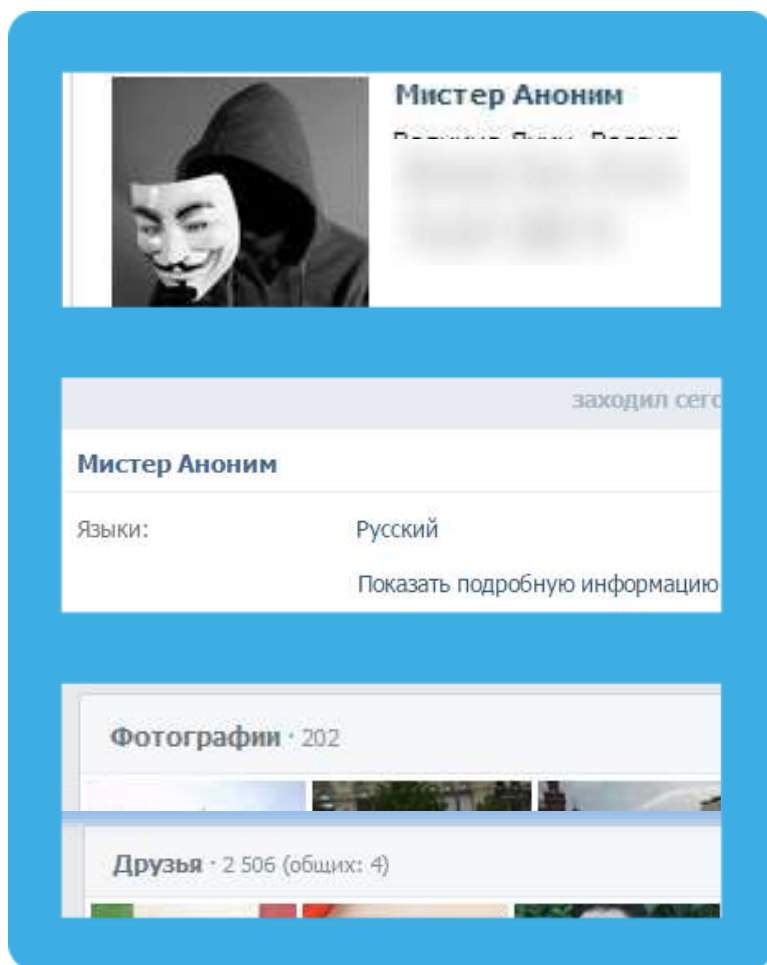 Мистер Аноним
заходил сего
Мистер Аноним
Языки: Русский
Показать подробную информацию
Фотографии · 202
Друзья · 2 506 (общих: 4)